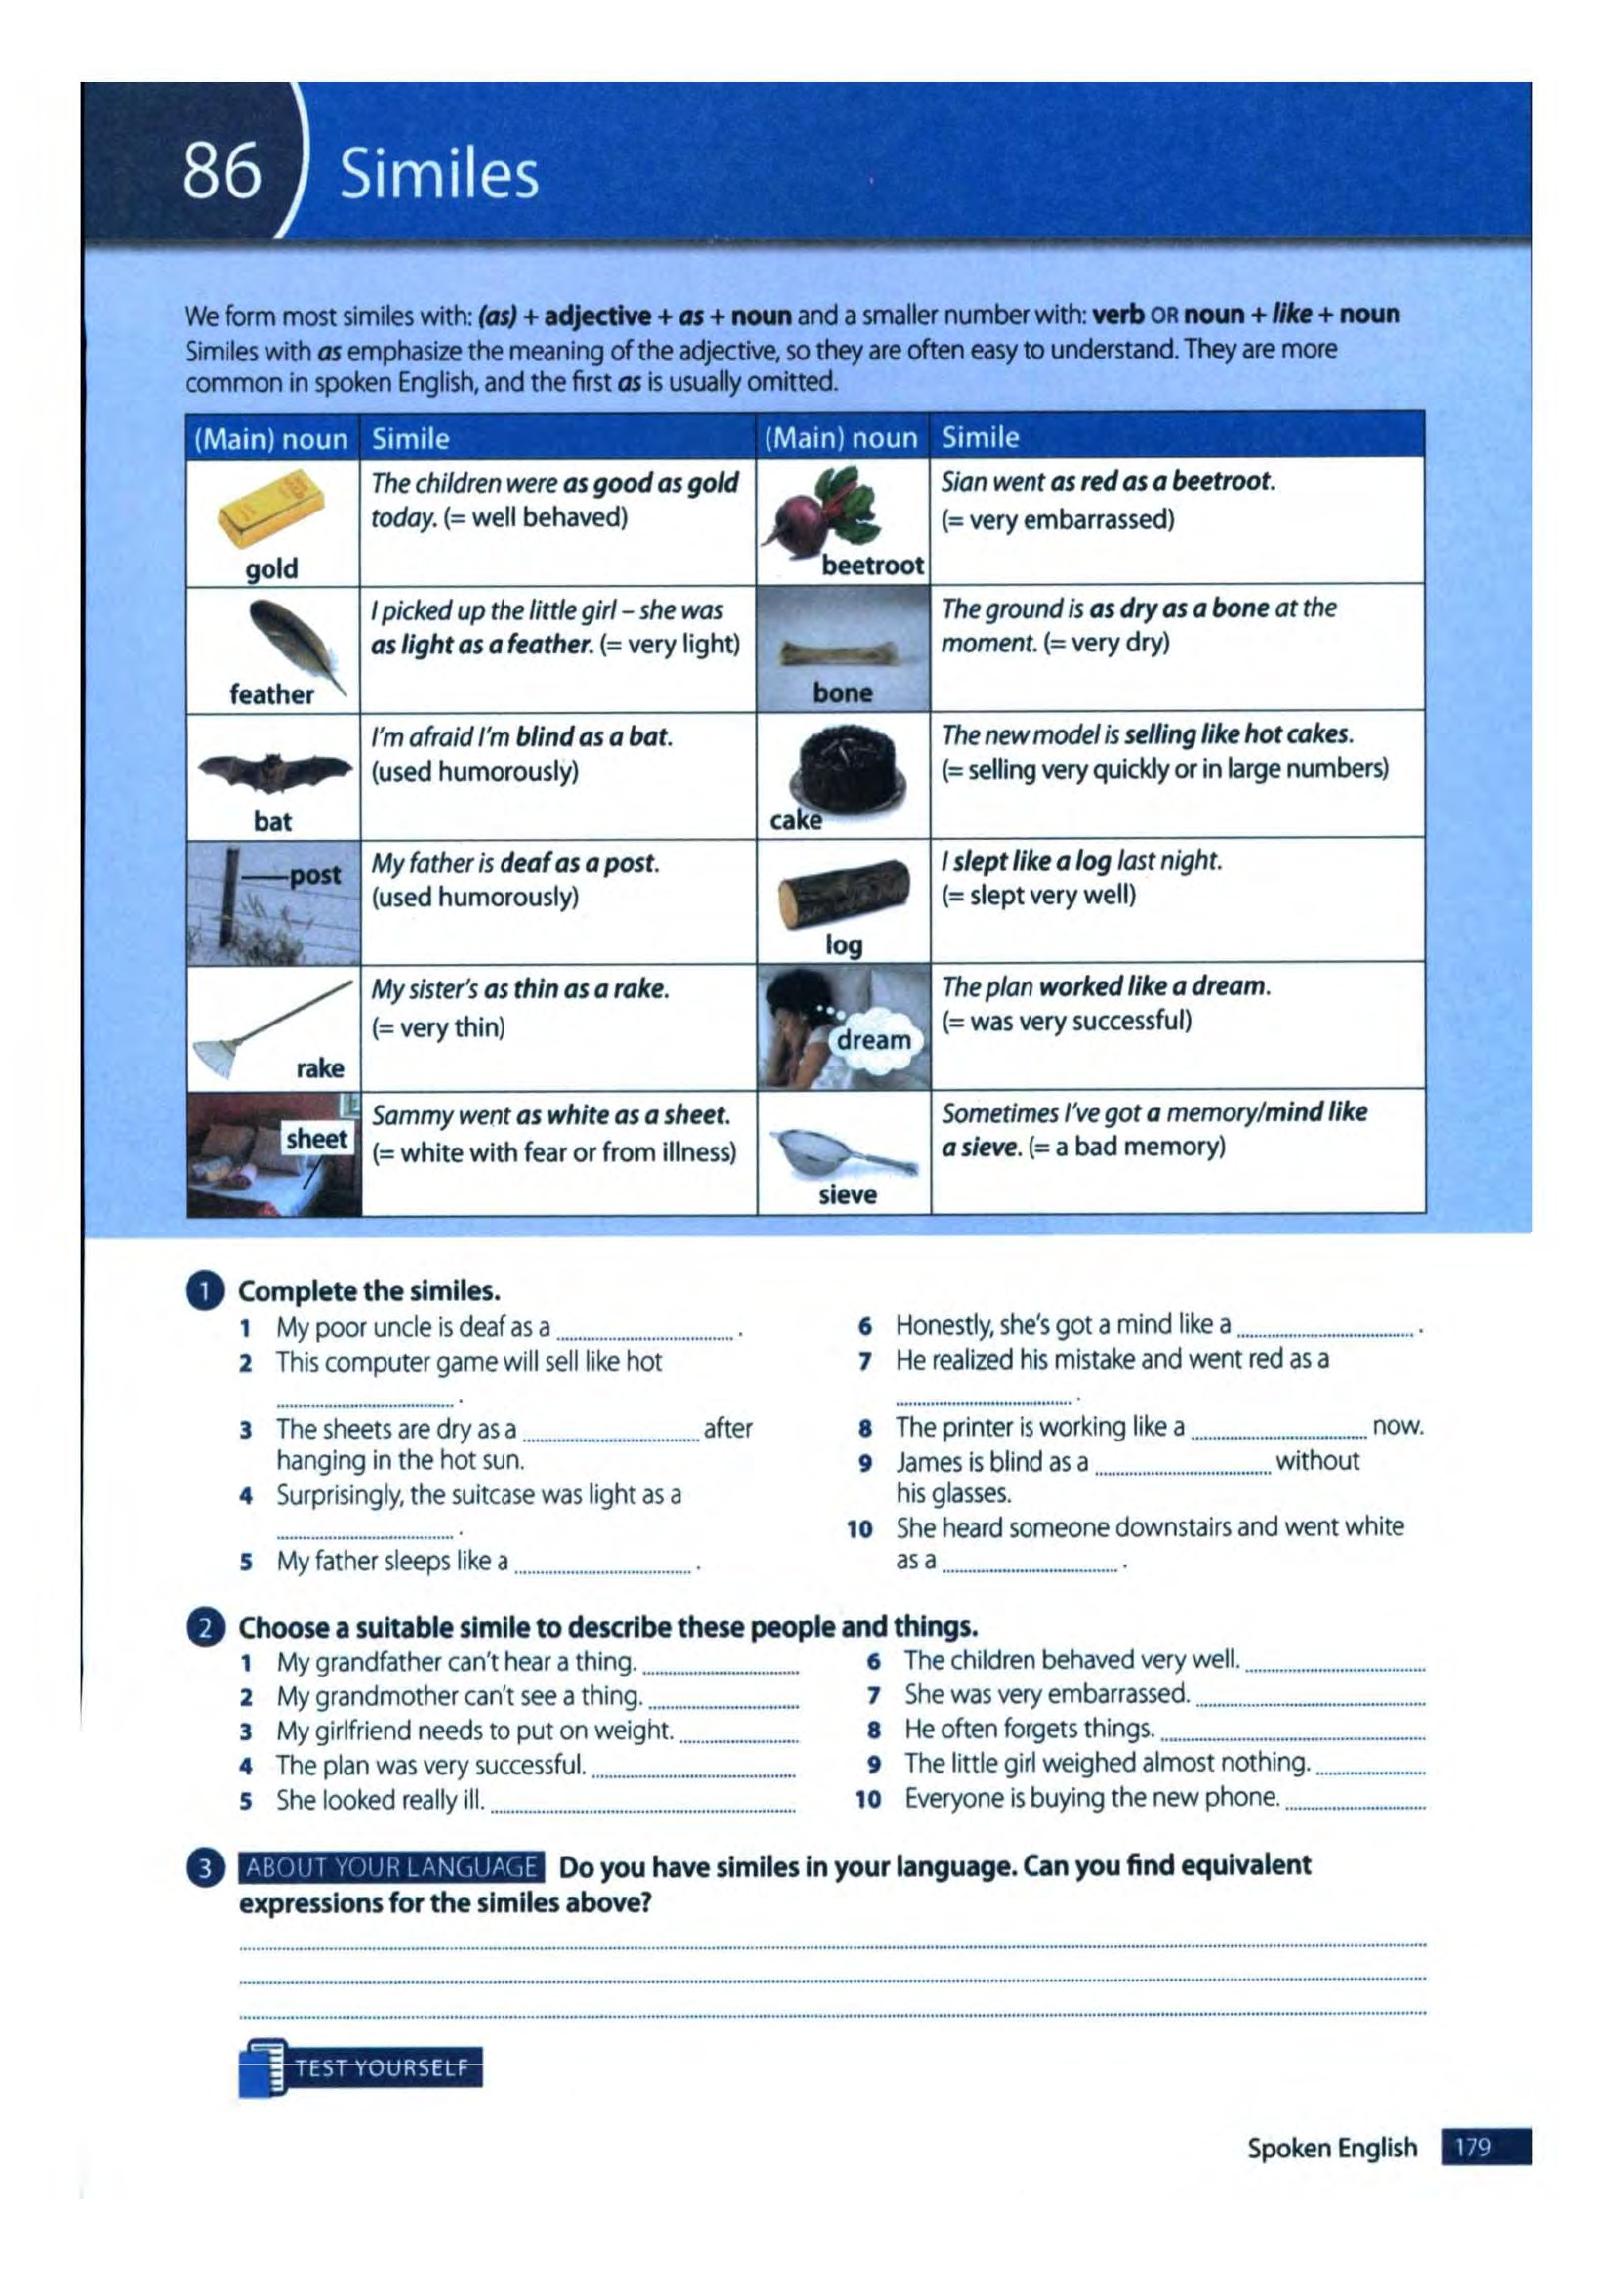 86 Similes
We form most similes with: (as) + adjective + as + noun and a smaller number with: verb OR noun + like + noun
Similes with as emphasize the meaning of the adjective, so they are often easy to understand. They are more
common in spoken English, and the first as is usually omitted.
(Main) noun Simile (Main) noun Simile
gold
The children were as good as gold
today. (= well behaved)
beetroot
Sian went as red as a beetroot.
(= very embarrassed)
feather
I picked up the little girl – she was
as light as a feather. (= very light)
bone
The ground is as dry as a bone at the
moment. (= very dry)
bat
I'm afraid I'm blind as a bat.
(used humorously)
cake
The new model is selling like hot cakes.
(= selling very quickly or in large numbers)
post
My father is deaf as a post.
(used humorously)
log
I slept like a log last night.
(= slept very well)
rake
My sister's as thin as a rake.
(= very thin)
dream
The plan worked like a dream.
(= was very successful)
sheet
Sammy went as white as a sheet.
(= white with fear or from illness)
sieve
Sometimes I've got a memory/mind like
a sieve. (= a bad memory)
1 Complete the similes.
1 My poor uncle is deaf as a .................... .
2 This computer game will sell like hot
.................... .
3 The sheets are dry as a .................... after
hanging in the hot sun.
4 Surprisingly, the suitcase was light as a
.................... .
5 My father sleeps like a .................... .
6 Honestly, she's got a mind like a .................... .
7 He realized his mistake and went red as a
.................... .
8 The printer is working like a .................... now.
9 James is blind as a .................... without
his glasses.
10 She heard someone downstairs and went white
as a .................... .
2 Choose a suitable simile to describe these people and things.
1 My grandfather can't hear a thing. ....................
2 My grandmother can't see a thing. ....................
3 My girlfriend needs to put on weight. ....................
4 The plan was very successful. ....................
5 She looked really ill. ....................
6 The children behaved very well. ....................
7 She was very embarrassed. ....................
8 He often forgets things. ....................
9 The little girl weighed almost nothing. ....................
10 Everyone is buying the new phone. ....................
3 ABOUT YOUR LANGUAGE Do you have similes in your language. Can you find equivalent
expressions for the similes above?
TEST YOURSELF
Spoken English 179